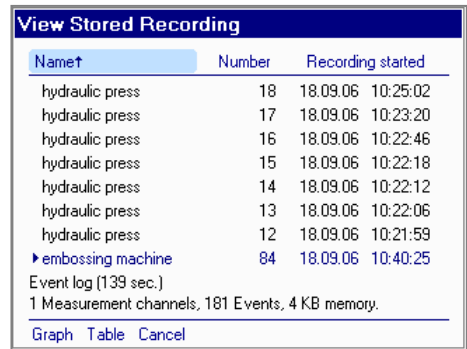 View Stored Recording
Name↑ Number Recording started
hydraulic press 18 18.09.06 10:25:02
hydraulic press 17 18.09.06 10:23:20
hydraulic press 16 18.09.06 10:22:46
hydraulic press 15 18.09.06 10:22:18
hydraulic press 14 18.09.06 10:22:12
hydraulic press 13 18.09.06 10:22:06
hydraulic press 12 18.09.06 10:21:59
embossing machine 84 18.09.06 10:40:25
Event log (139 sec.)
1 Measurement channels, 181 Events, 4 KB memory.
Graph Table Cancel